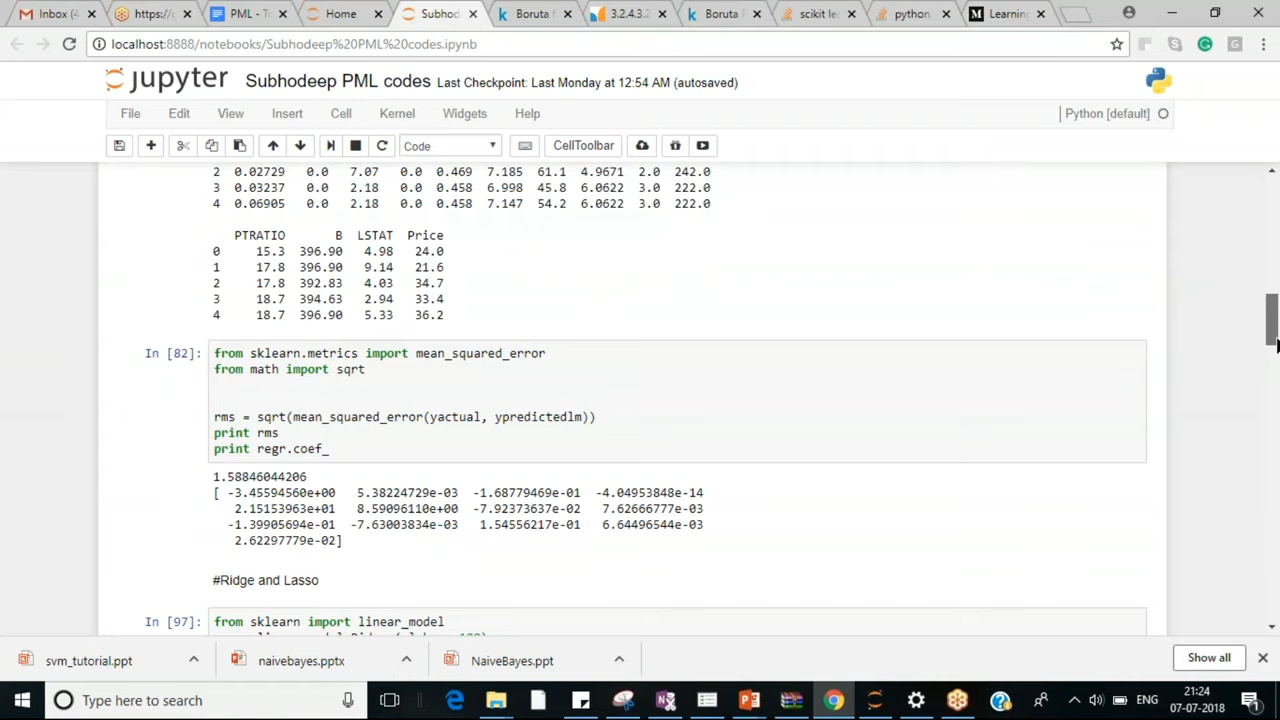 Inbox (4
https://g
PML - T
Home
Subhod
Boruta f
3.2.4.3.
Boruta f
scikit le
python
Learning
localhost:8888/notebooks/Subhodeep%20PML%20codes.ipynb
jupyter Subhodeep PML codes Last Checkpoint: Last Monday at 12:54 AM (autosaved)
File Edit View Insert Cell Kernel Widgets Help Python [default]
Code CellToolbar
2 0.02729 0.0 7.07 0.0 0.469 7.185 61.1 4.9671 2.0 242.0
3 0.03237 0.0 2.18 0.0 0.458 6.998 45.8 6.0622 3.0 222.0
4 0.06905 0.0 2.18 0.0 0.458 7.147 54.2 6.0622 3.0 222.0
PTRATIO B LSTAT Price
0 15.3 396.90 4.98 24.0
1 17.8 396.90 9.14 21.6
2 17.8 392.83 4.03 34.7
3 18.7 394.63 2.94 33.4
4 18.7 396.90 5.33 36.2
In [82]: from sklearn.metrics import mean_squared_error
from math import sqrt
rms = sqrt(mean_squared_error(yactual, ypredictedlm))
print rms
print regr.coef_
1.58846044206
[ -3.45594560e+00 5.38224729e-03 -1.68779469e-01 -4.04953848e-14
2.15153963e+01 8.59096110e+00 -7.92373637e-02 7.62666777e-03
-1.39905694e-01 -7.63003834e-03 1.54556217e-01 6.64496544e-03
2.62297779e-02]
#Ridge and Lasso
In [97]: from sklearn import linear_model
svm_tutorial.ppt
naivebayes.pptx
NaiveBayes.ppt
Show all
Type here to search
ENG
21:24
07-07-2018